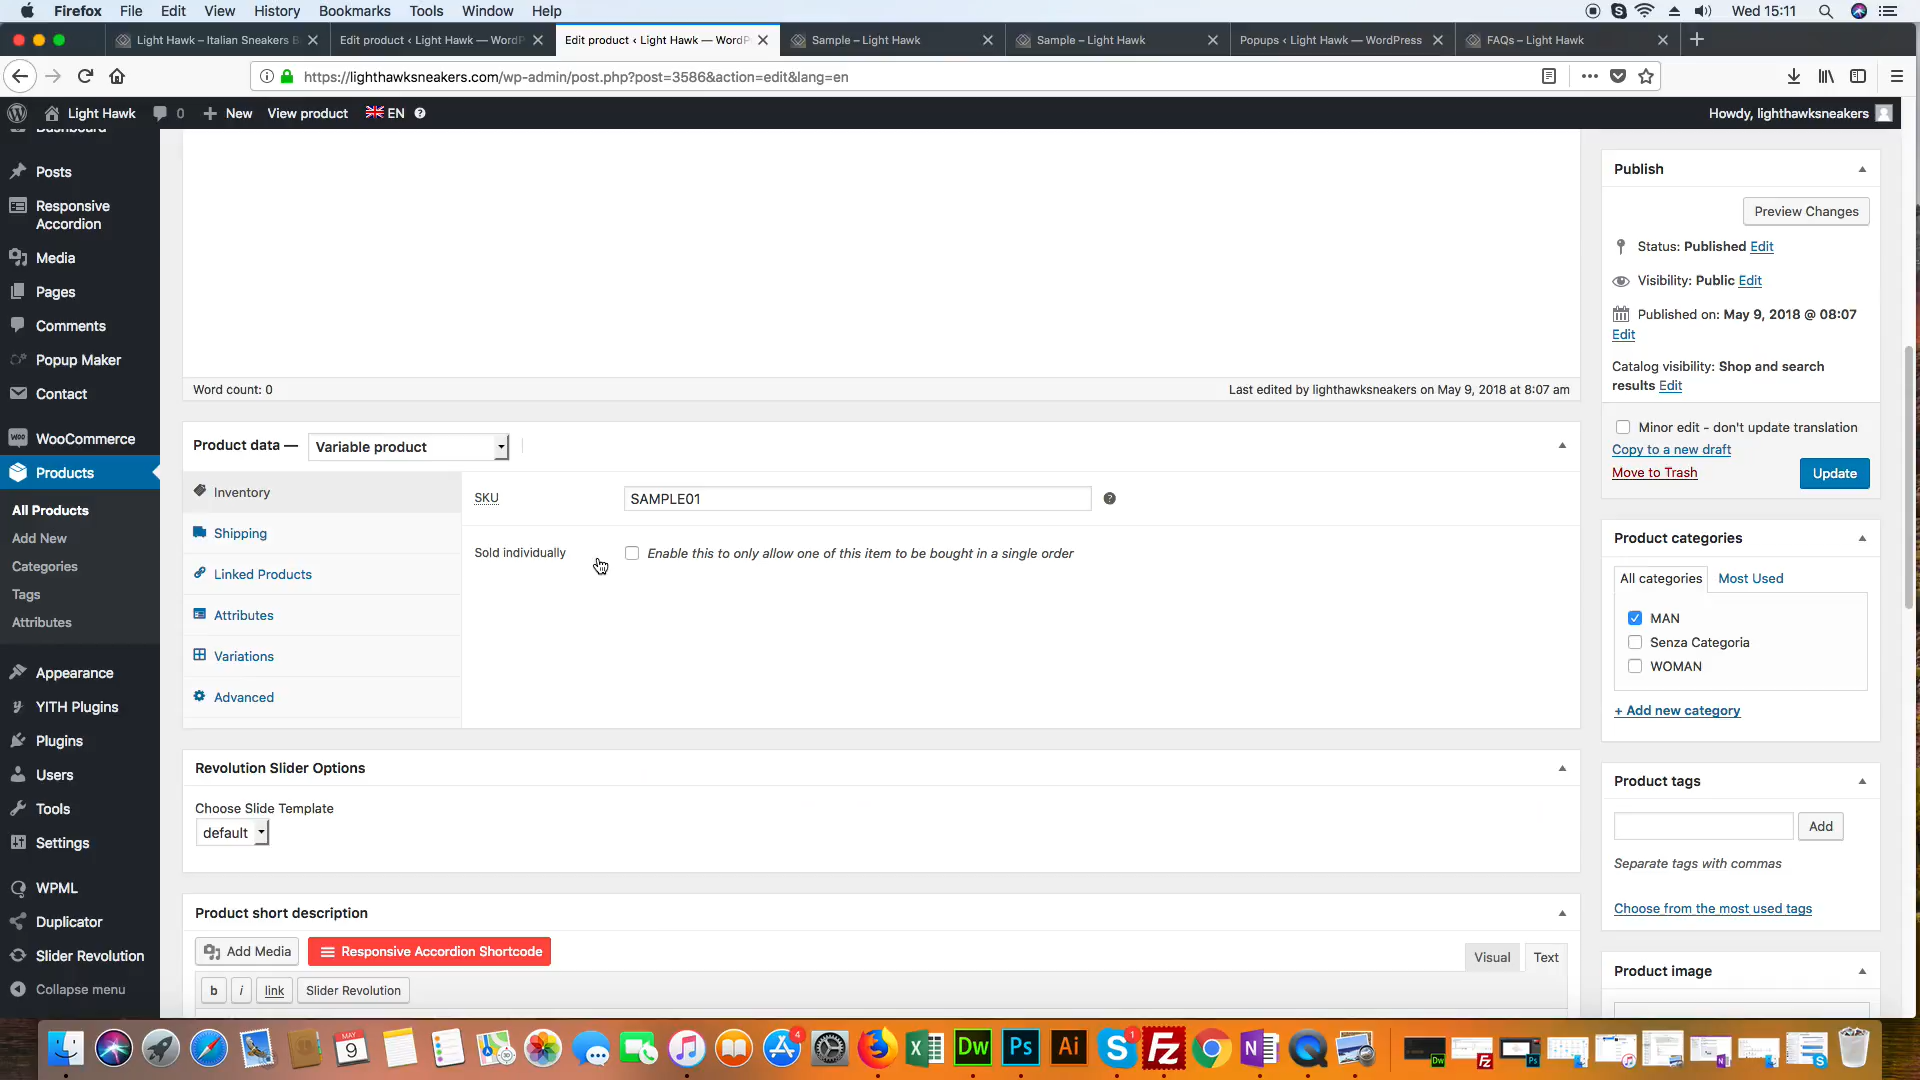 Firefox File Edit View History Bookmarks Tools Window Help
Wed 15:11
Light Hawk – Italian Sneakers B
Edit product ‹ Light Hawk — WordP
Edit product ‹ Light Hawk — WordP
Sample – Light Hawk
Sample – Light Hawk
Popups ‹ Light Hawk — WordPress
FAQs – Light Hawk
https://lighthawksneakers.com/wp-admin/post.php?post=3586&action=edit&lang=en
Light Hawk 0 New View product EN
Howdy, lighthawksneakers
Dashboard
Posts
Responsive
Accordion
Media
Pages
Comments
Popup Maker
Contact
WooCommerce
Products
All Products
Add New
Categories
Tags
Attributes
Appearance
YITH Plugins
Plugins
Users
Tools
Settings
WPML
Duplicator
Slider Revolution
Collapse menu
Word count: 0
Last edited by lighthawksneakers on May 9, 2018 at 8:07 am
Product data — Variable product
Inventory
Shipping
Linked Products
Attributes
Variations
Advanced
SKU SAMPLE01
Sold individually Enable this to only allow one of this item to be bought in a single order
Revolution Slider Options
Choose Slide Template
default
Product short description
Add Media Responsive Accordion Shortcode
Visual Text
b i link Slider Revolution
Publish
Preview Changes
Status: Published Edit
Visibility: Public Edit
Published on: May 9, 2018 @ 08:07
Edit
Catalog visibility: Shop and search
results Edit
Minor edit - don't update translation
Copy to a new draft
Move to Trash
Update
Product categories
All categories Most Used
MAN
Senza Categoria
WOMAN
+ Add new category
Product tags
Add
Separate tags with commas
Choose from the most used tags
Product image
MAY
9
4
Dw
Ps
Ai
1
Fz
N